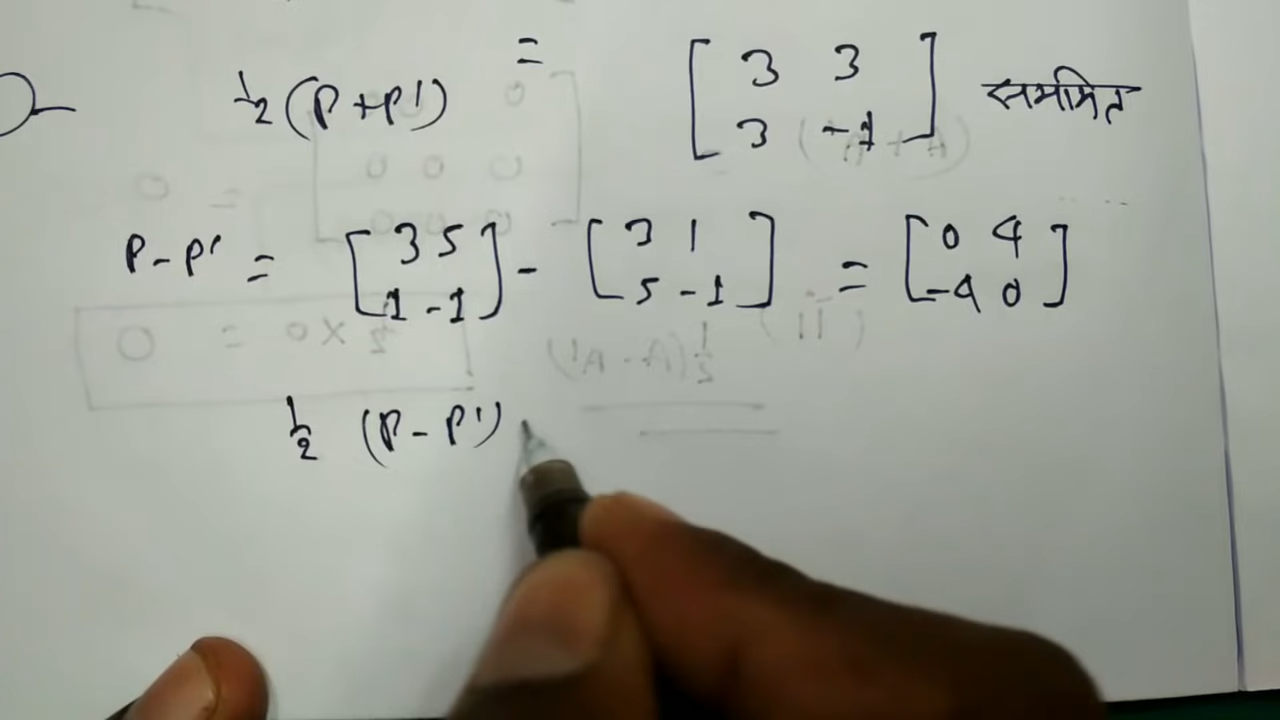 ½ (P+P') = [3 3
3 -1] सममित
P-P' = [3 5
1 -1] - [3 1
5 -1] = [0 4
-4 0]
½ (P-P')